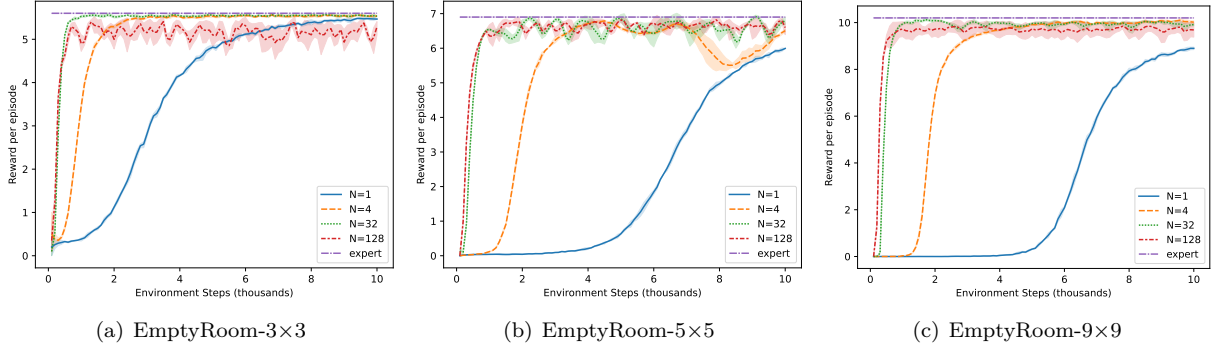 Reward per episode
5
4
3
2
1
0
0 2 4 6 8 10
Environment Steps (thousands)
N=1
N=4
N=32
N=128
expert
(a) EmptyRoom-3×3
Reward per episode
7
6
5
4
3
2
1
0
0 2 4 6 8 10
Environment Steps (thousands)
N=1
N=4
N=32
N=128
expert
(b) EmptyRoom-5×5
Reward per episode
10
8
6
4
2
0
0 2 4 6 8 10
Environment Steps (thousands)
N=1
N=4
N=32
N=128
expert
(c) EmptyRoom-9×9